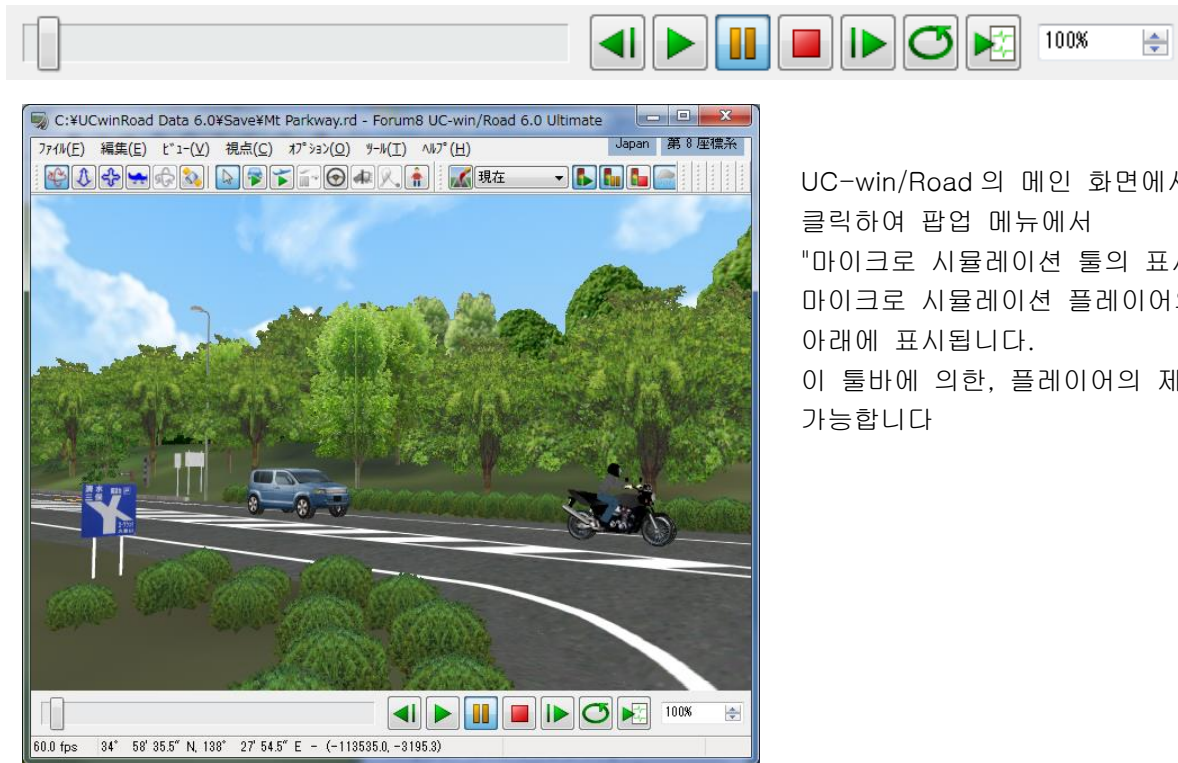 100%
C:¥UCwinRoad Data 6.0¥Save¥Mt Parkway.rd - Forum8 UC-win/Road 6.0 Ultimate
ﾌｧｲﾙ(F) 編集(E) ﾋﾞｭｰ(V) 視点(C) ｵﾌﾟｼｮﾝ(O) ﾂｰﾙ(T) ﾍﾙﾌﾟ(H) Japan 第 8 座標系
現在
清水
三保
100%
60.0 fps 34° 58' 35.5" N, 138° 27' 54.5" E - (-113535.0, -3195.3)
UC-win/Road 의 메인 화면에서
클릭하여 팝업 메뉴에서
"마이크로 시뮬레이션 툴의 표시
마이크로 시뮬레이션 플레이어의
아래에 표시됩니다.
이 툴바에 의한, 플레이어의 제
가능합니다